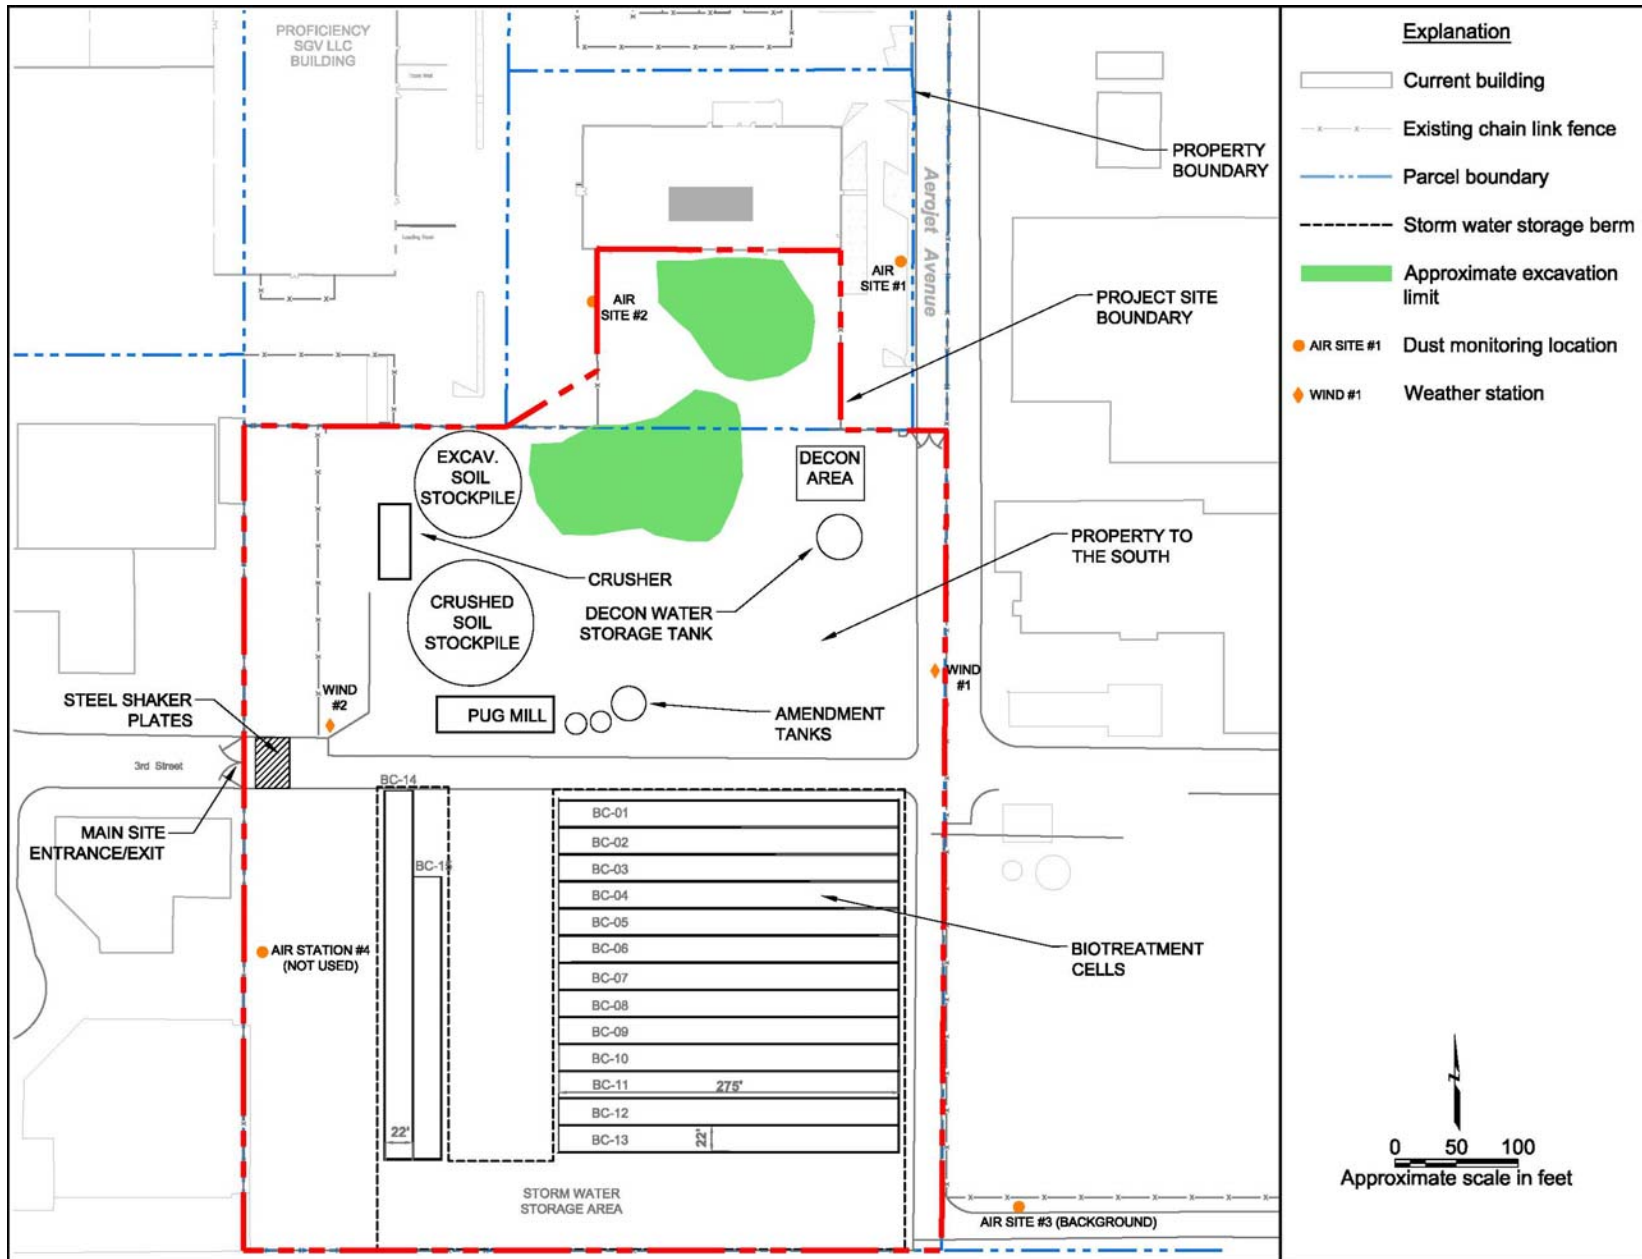 PROFICIENCY
SGV LLC
BUILDING
Loading Dock
PROPERTY
BOUNDARY
Aerojet Avenue
AIR
SITE #1
AIR
SITE #2
PROJECT SITE
BOUNDARY
EXCAV.
SOIL
STOCKPILE
DECON
AREA
CRUSHER
PROPERTY TO
THE SOUTH
CRUSHED
SOIL
STOCKPILE
DECON WATER
STORAGE TANK
WIND
#1
WIND
#2
STEEL SHAKER
PLATES
PUG MILL
AMENDMENT
TANKS
3rd Street
MAIN SITE
ENTRANCE/EXIT
BC-14
BC-15
BC-01
BC-02
BC-03
BC-04
BC-05
BC-06
BC-07
BC-08
BC-09
BC-10
BC-11
275'
BC-12
BC-13
22'
22'
BIOTREATMENT
CELLS
AIR STATION #4
(NOT USED)
STORM WATER
STORAGE AREA
AIR SITE #3 (BACKGROUND)
Explanation
Current building
x x Existing chain link fence
Parcel boundary
Storm water storage berm
Approximate excavation
limit
AIR SITE #1 Dust monitoring location
WIND #1 Weather station
Z
0 50 100
Approximate scale in feet